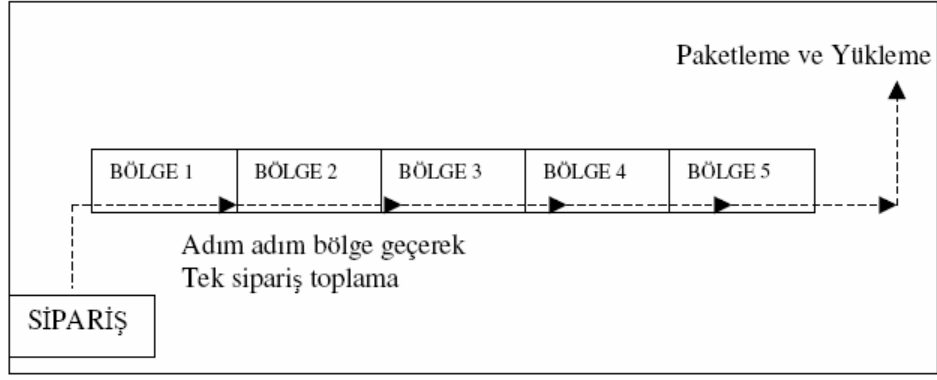 Paketleme ve Yükleme
BÖLGE 1
BÖLGE 2
BÖLGE 3
BÖLGE 4
BÖLGE 5
Adım adım bölge geçerek
Tek sipariş toplama
SİPARİŞ